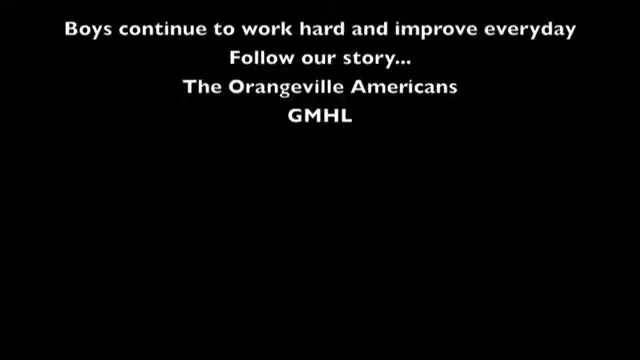 Boys continue to work hard and improve everyday
Follow our story...
The Orangeville Americans
GMHL